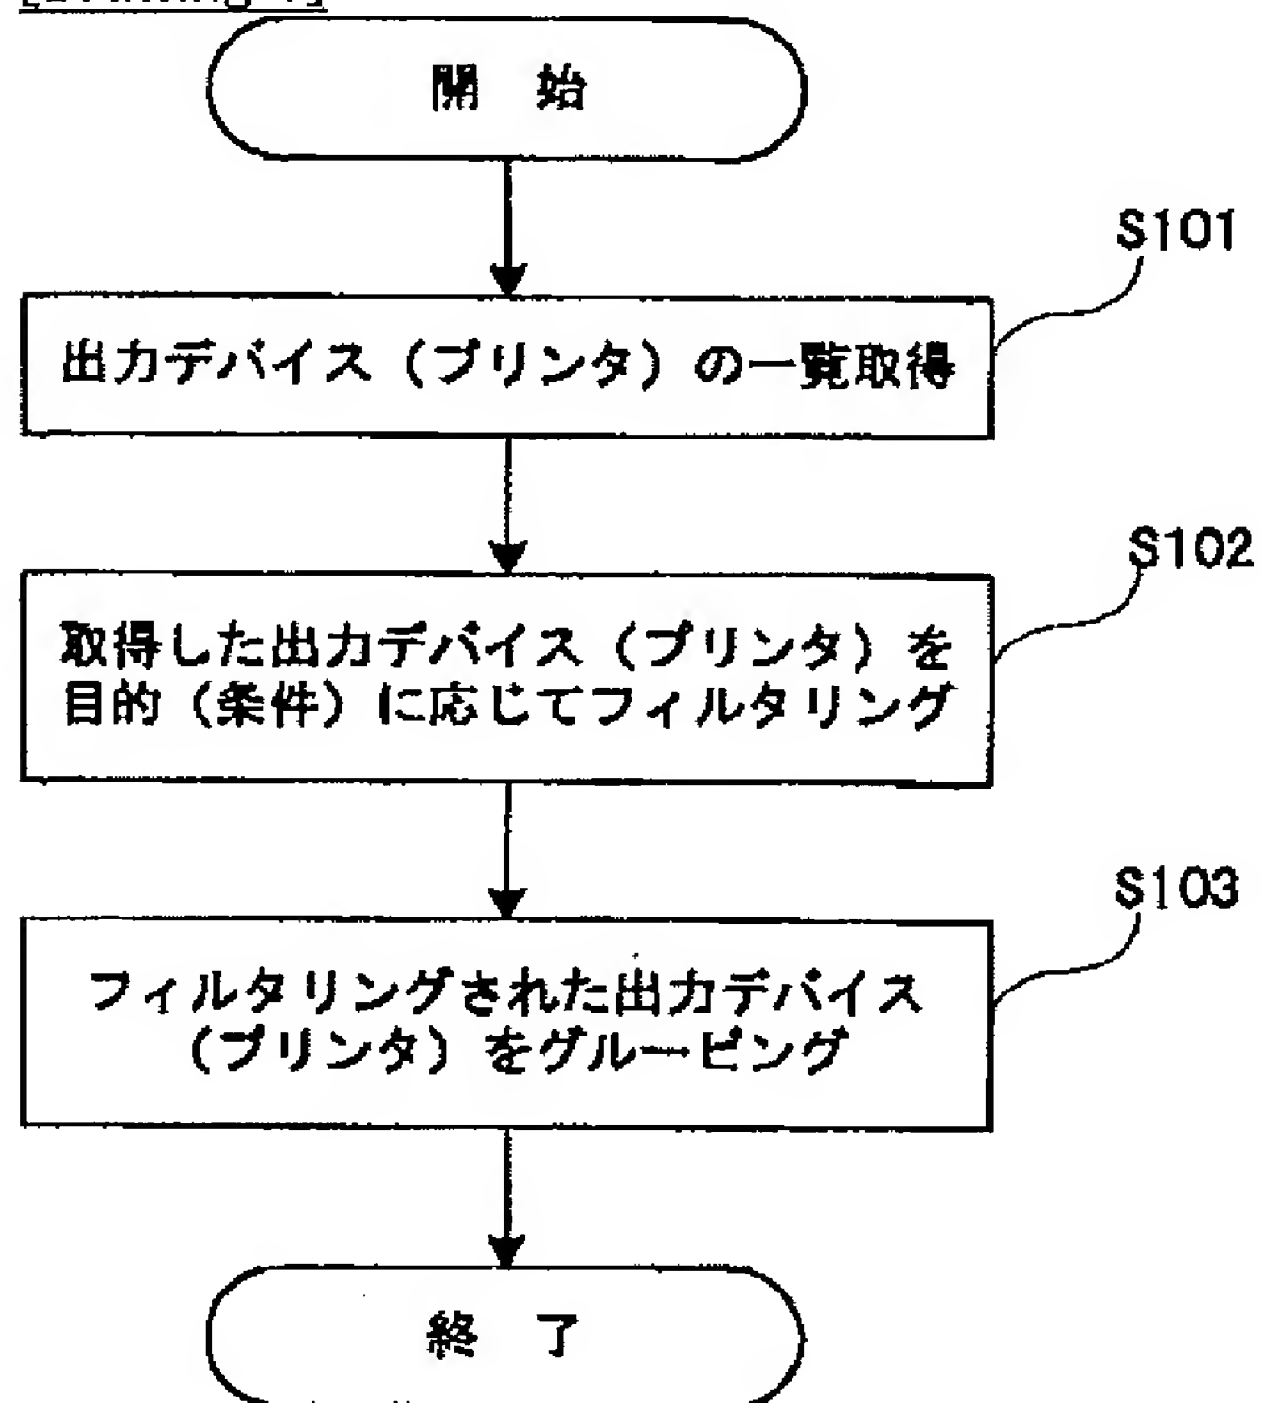 開 始
S101
出力デバイス（プリンタ）の一覧取得
S102
取得した出力デバイス（プリンタ）を
目的（条件）に応じてフィルタリング
S103
フィルタリングされた出力デバイス
（プリンタ）をグルーピング
終 了